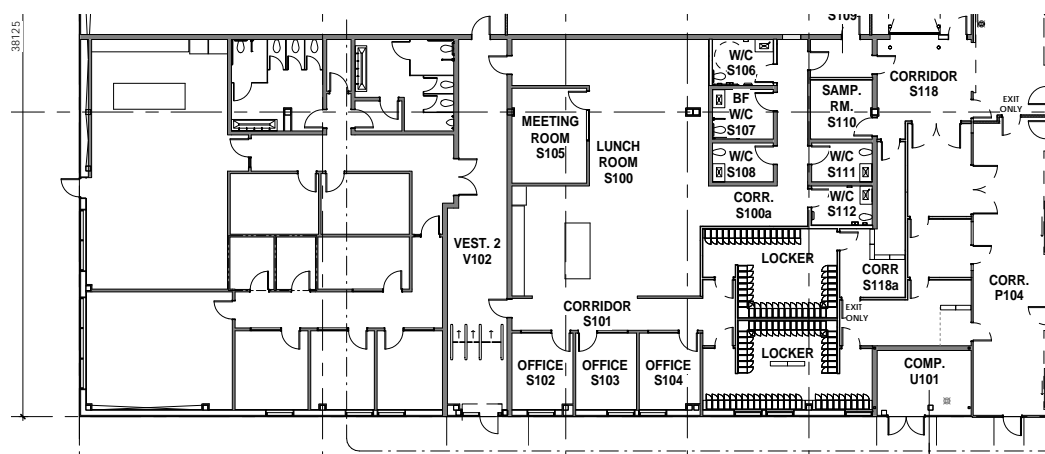 38125
S109
W/C
S106
CORRIDOR
S118
SAMP.
RM.
S110
EXIT
ONLY
BF
W/C
S107
MEETING
ROOM
S105
LUNCH
ROOM
S100
W/C
S108
W/C
S111
CORR.
S100a
W/C
S112
VEST. 2
V102
LOCKER
CORR
S118a
CORR.
P104
CORRIDOR
S101
EXIT
ONLY
OFFICE
S102
OFFICE
S103
OFFICE
S104
LOCKER
COMP.
U101